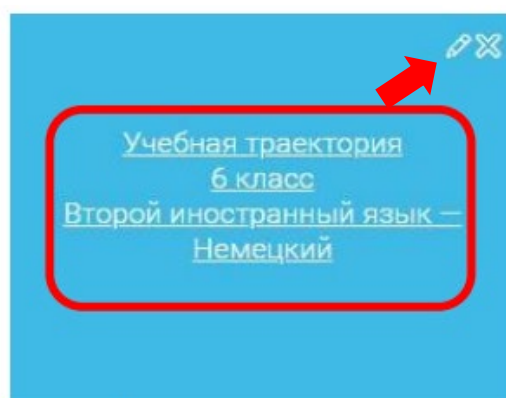 Учебная траектория
6 класс
Второй иностранный язык —
Немецкий